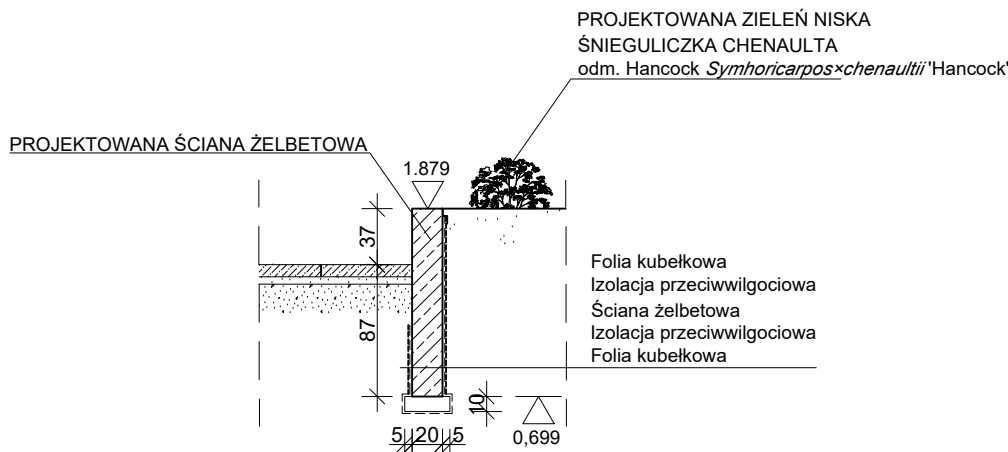 PROJEKTOWANA ZIELEŃ NISKA
ŚNIEGULICZKA CHENAULTA
odm. Hancock Symhoricarpos×chenaultii 'Hancock'
PROJEKTOWANA ŚCIANA ŻELBETOWA
1.879
37
87
Folia kubełkowa
Izolacja przeciwwilgociowa
Ściana żelbetowa
Izolacja przeciwwilgociowa
Folia kubełkowa
10
5 20 5
0,699